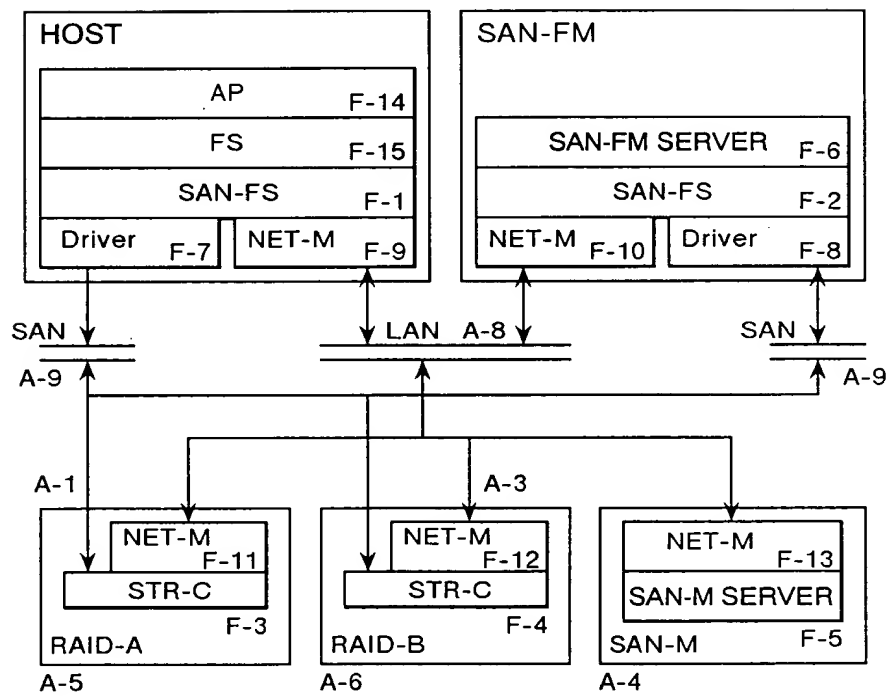 HOST
AP
F-14
FS
F-15
SAN-FS
F-1
Driver
F-7
NET-M
F-9
SAN-FM
SAN-FM SERVER
F-6
SAN-FS
F-2
NET-M
F-10
Driver
F-8
SAN
LAN A-8
SAN
A-9
A-9
A-1
A-3
NET-M
F-11
STR-C
F-3
RAID-A
A-5
NET-M
F-12
STR-C
F-4
RAID-B
A-6
NET-M
F-13
SAN-M SERVER
F-5
SAN-M
A-4